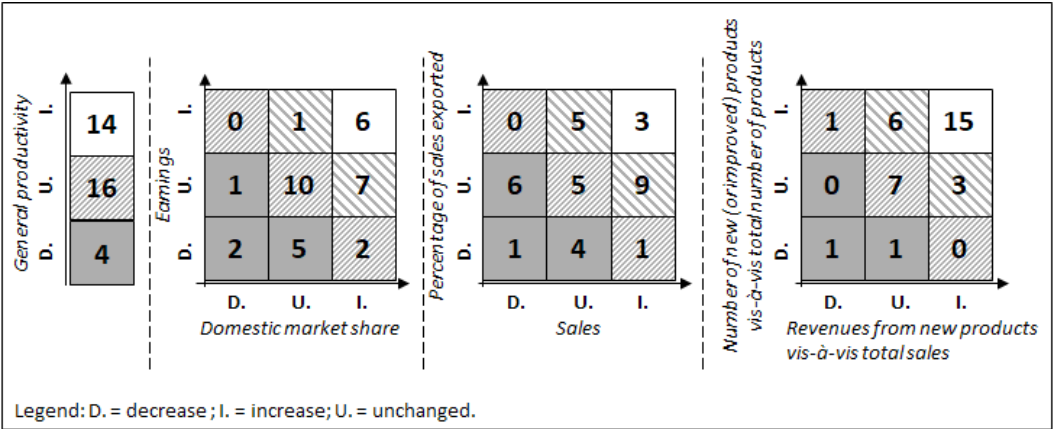 General productivity
I.
U.
D.
14
16
4
Earnings
I.
U.
D.
0 1 6
1 10 7
2 5 2
D. U. I.
Domestic market share
Percentage of sales exported
I.
U.
D.
0 5 3
6 5 9
1 4 1
D. U. I.
Sales
Number of new (orimproved) products
vis-à-vis total number of products
I.
U.
D.
1 6 15
0 7 3
1 1 0
D. U. I.
Revenues from new products
vis-à-vis total sales
Legend: D. = decrease ; I. = increase; U. = unchanged.